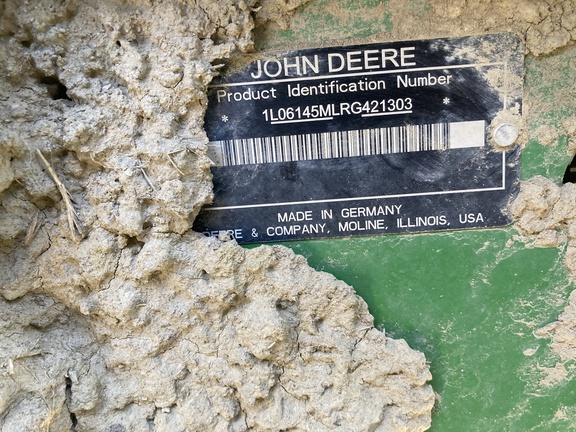 JOHN DEERE
Product Identification Number
* 1L06145MLRG421303 *
MADE IN GERMANY
DEERE & COMPANY, MOLINE, ILLINOIS, USA